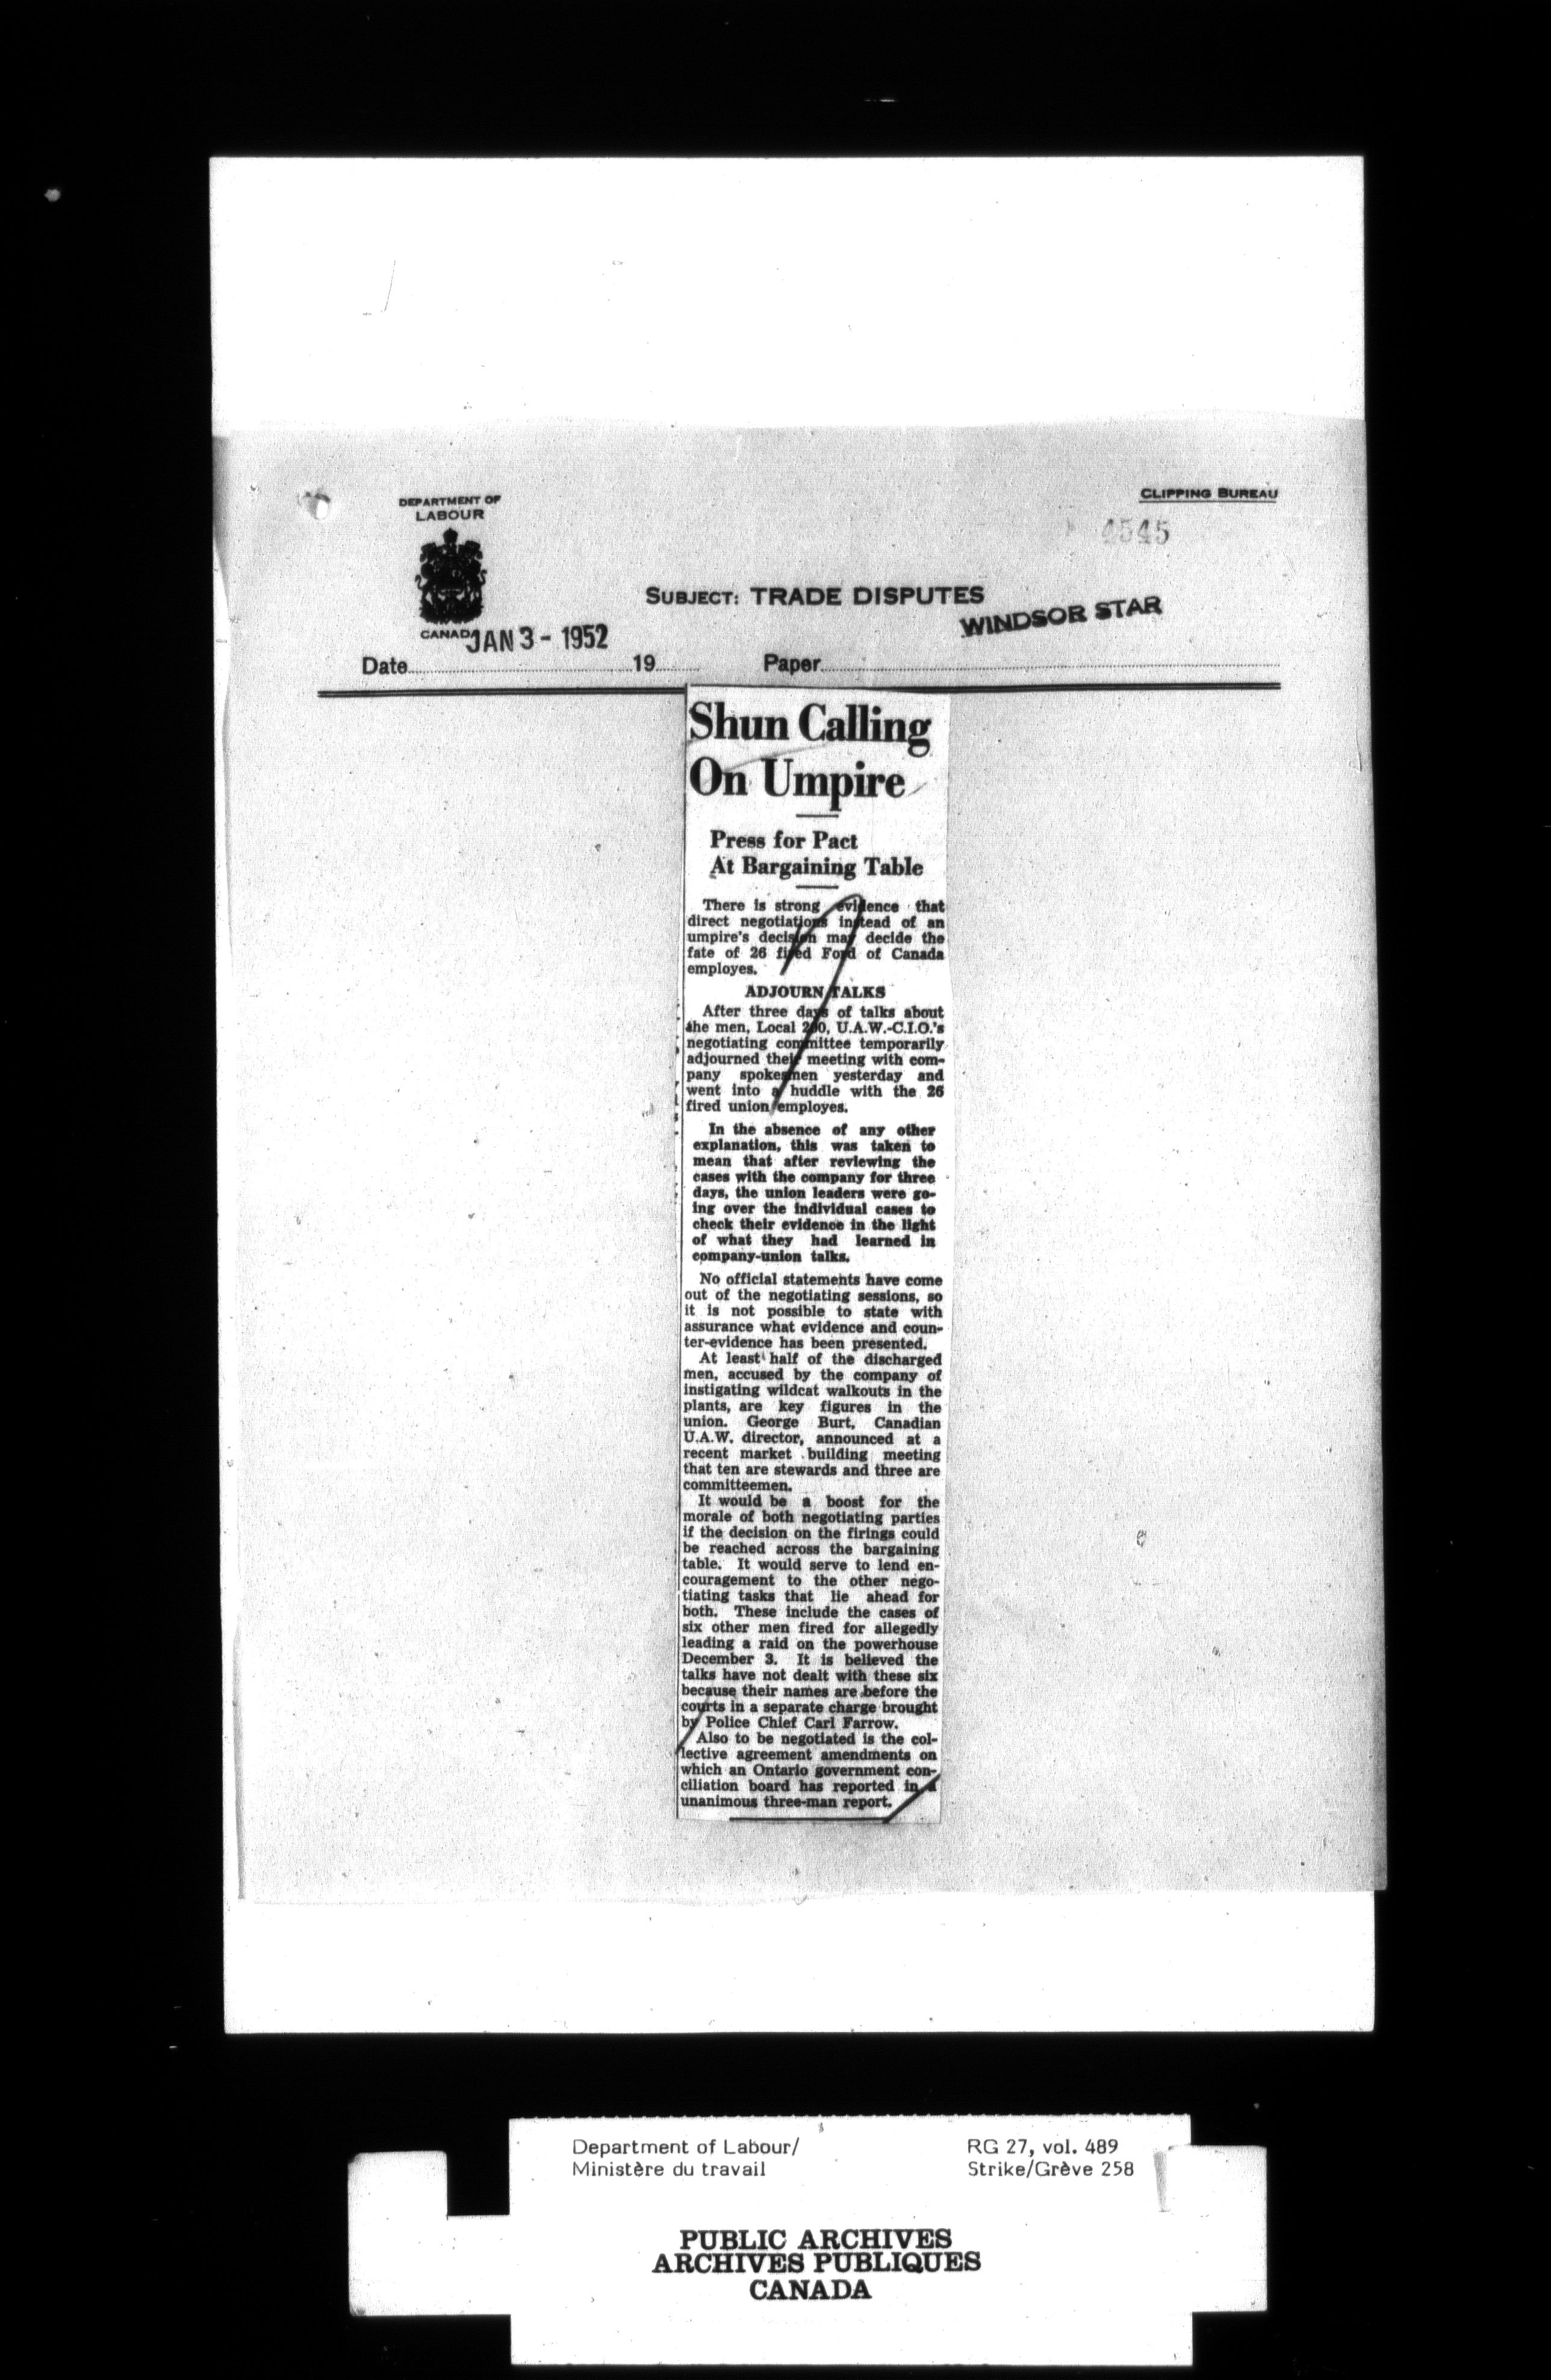 DEPARTMENT OF
LABOUR
CANADA
CLIPPING BUREAU
4545
SUBJECT: TRADE DISPUTES
WINDSOR STAR
JAN 3 - 1952
Date 19 Paper
Shun Calling
On Umpire
Press for Pact
At Bargaining Table
There is strong evidence that
direct negotiations instead of an
umpire's decision may decide the
fate of 26 fired Ford of Canada
employes.
ADJOURN TALKS
After three days of talks about
the men, Local 200, U.A.W.-C.I.O.'s
negotiating committee temporarily
adjourned their meeting with com-
pany spokesmen yesterday and
went into a huddle with the 26
fired union employes.
In the absence of any other
explanation, this was taken to
mean that after reviewing the
cases with the company for three
days, the union leaders were go-
ing over the individual cases to
check their evidence in the light
of what they had learned in
company-union talks.
No official statements have come
out of the negotiating sessions, so
it is not possible to state with
assurance what evidence and coun-
ter-evidence has been presented.
At least half of the discharged
men, accused by the company of
instigating wildcat walkouts in the
plants, are key figures in the
union. George Burt, Canadian
U.A.W. director, announced at a
recent market building meeting
that ten are stewards and three are
committeemen.
It would be a boost for the
morale of both negotiating parties
if the decision on the firings could
be reached across the bargaining
table. It would serve to lend en-
couragement to the other nego-
tiating tasks that lie ahead for
both. These include the cases of
six other men fired for allegedly
leading a raid on the powerhouse
December 3. It is believed the
talks have not dealt with these six
because their names are before the
courts in a separate charge brought
by Police Chief Carl Farrow.
Also to be negotiated is the col-
lective agreement amendments on
which an Ontario government con-
ciliation board has reported in a
unanimous three-man report.
Department of Labour/
Ministère du travail
RG 27, vol. 489
Strike/Grève 258
PUBLIC ARCHIVES
ARCHIVES PUBLIQUES
CANADA